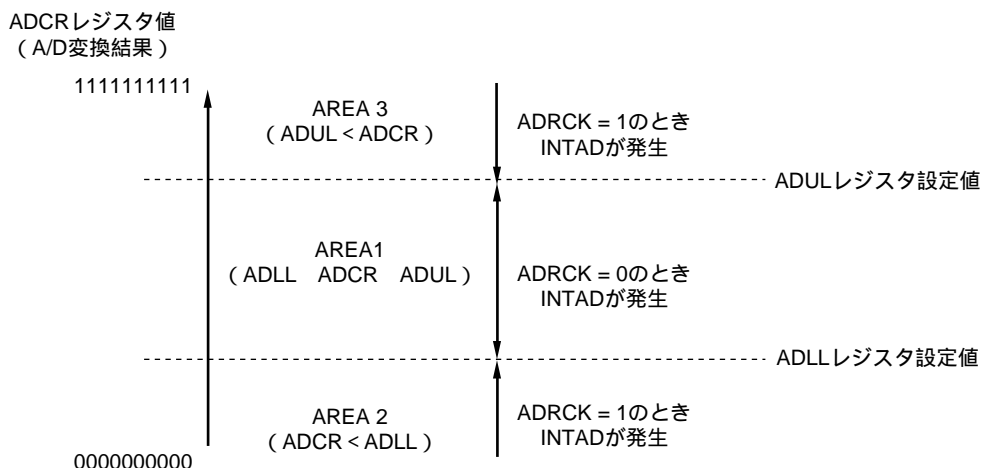 ADCRレジスタ値
（A/D変換結果）
1111111111
AREA 3
（ADUL < ADCR）
ADRCK = 1のとき
INTADが発生
ADULレジスタ設定値
AREA1
（ADLL ADCR ADUL）
ADRCK = 0のとき
INTADが発生
ADLLレジスタ設定値
AREA 2
（ADCR < ADLL）
ADRCK = 1のとき
INTADが発生
0000000000